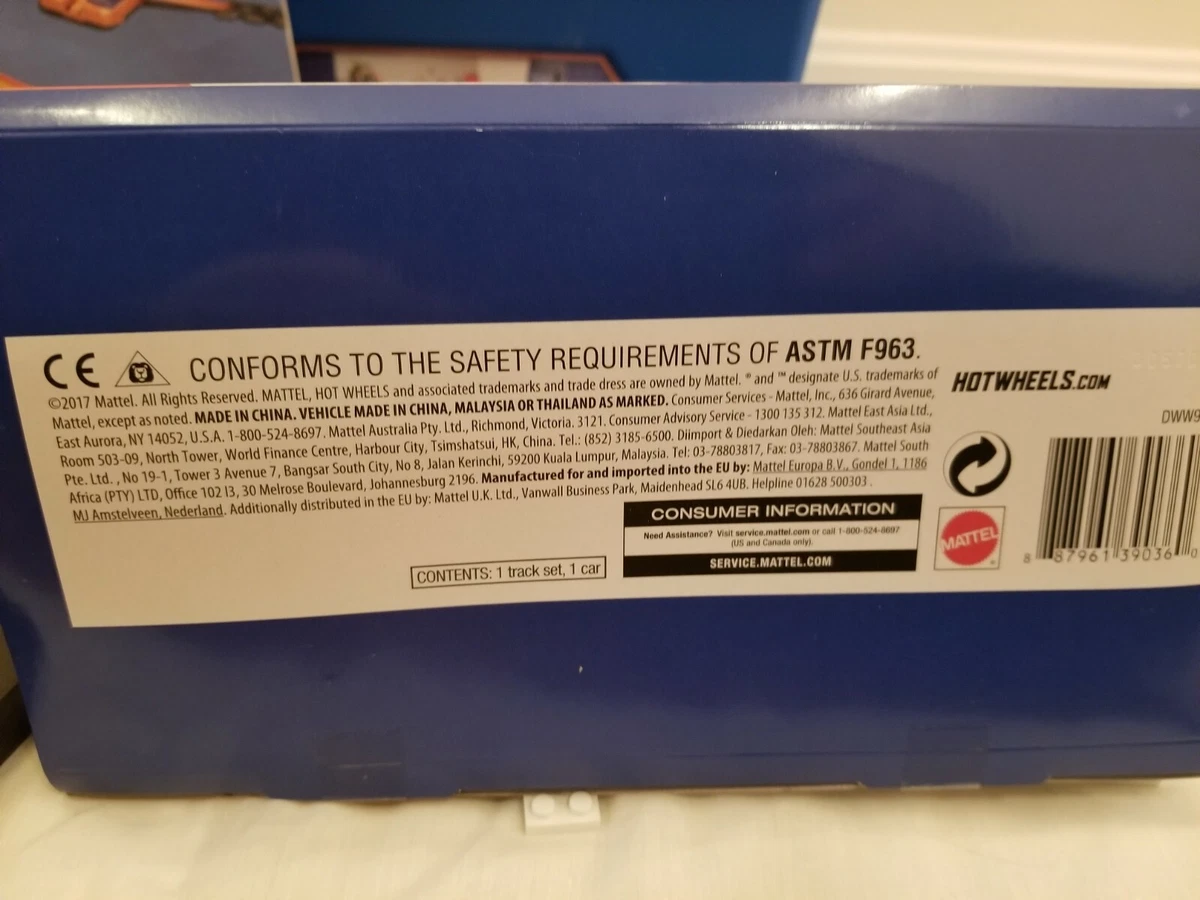 CE CONFORMS TO THE SAFETY REQUIREMENTS OF ASTM F963.
©2017 Mattel. All Rights Reserved. MATTEL, HOT WHEELS and associated trademarks and trade dress are owned by Mattel. ® and ™ designate U.S. trademarks of
Mattel, except as noted. MADE IN CHINA. VEHICLE MADE IN CHINA, MALAYSIA OR THAILAND AS MARKED. Consumer Services - Mattel, Inc., 636 Girard Avenue,
East Aurora, NY 14052, U.S.A. 1-800-524-8697. Mattel Australia Pty. Ltd., Richmond, Victoria. 3121. Consumer Advisory Service - 1300 135 312. Mattel East Asia Ltd.,
Room 503-09, North Tower, World Finance Centre, Harbour City, Tsimshatsui, HK, China. Tel.: (852) 3185-6500. Diimport & Diedarkan Oleh: Mattel Southeast Asia
Pte. Ltd. , No 19-1, Tower 3 Avenue 7, Bangsar South City, No 8, Jalan Kerinchi, 59200 Kuala Lumpur, Malaysia. Tel: 03-78803817, Fax: 03-78803867. Mattel South
Africa (PTY) LTD, Office 102 I3, 30 Melrose Boulevard, Johannesburg 2196. Manufactured for and imported into the EU by: Mattel Europa B.V., Gondel 1, 1186
MJ Amstelveen, Nederland. Additionally distributed in the EU by: Mattel U.K. Ltd., Vanwall Business Park, Maidenhead SL6 4UB. Helpline 01628 500303 .
CONTENTS: 1 track set, 1 car
CONSUMER INFORMATION
Need Assistance? Visit service.mattel.com or call 1-800-524-8697
(US and Canada only).
SERVICE.MATTEL.COM
HOTWHEELS.COM
MATTEL
®
DWW9
8 87961 39036 0